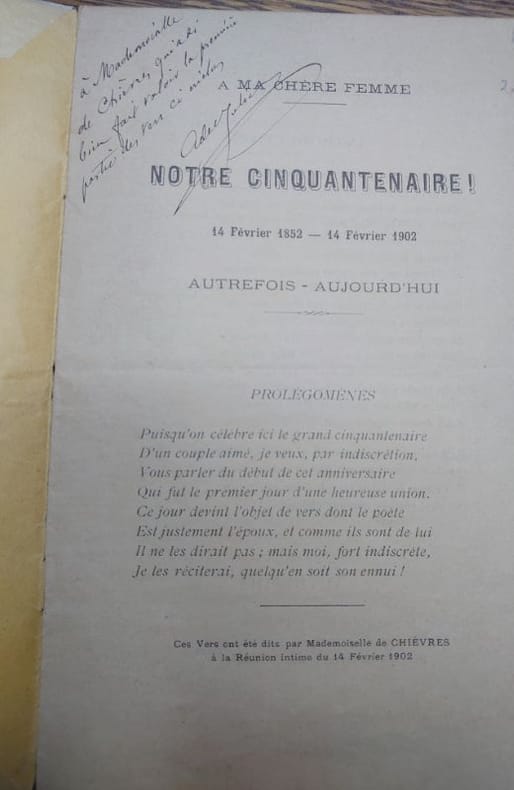 à Mademoiselle
de Chièvres qui a si
bien fait valoir la première
partie des vers ci inclus
A MA CHÈRE FEMME
NOTRE CINQUANTENAIRE !
14 Février 1852 — 14 Février 1902
AUTREFOIS - AUJOURD'HUI
PROLÉGOMÈNES
Puisqu'on célèbre ici le grand cinquantenaire
D'un couple aimé, je veux, par indiscrétion,
Vous parler du début de cet anniversaire
Qui fut le premier jour d'une heureuse union.
Ce jour devint l'objet de vers dont le poète
Est justement l'époux, et comme ils sont de lui
Il ne les dirait pas ; mais moi, fort indiscrète,
Je les réciterai, quelqu'en soit son ennui !
Ces Vers ont été dits par Mademoiselle de CHIÈVRES
à la Réunion intime du 14 Février 1902